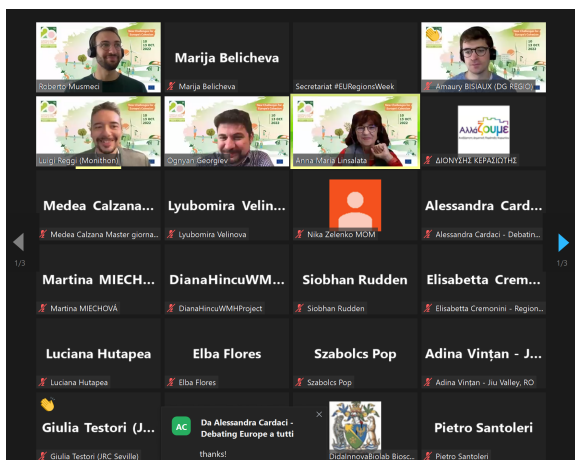 Roberto Musmeci
Marija Belicheva
Marija Belicheva
Secretariat #EURegionsWeek
Amaury BISIAUX (DG REGIO)
10
13 OCT
2022
Luigi Reggi (Monithon)
Ognyan Georgiev
Anna Maria Linsalata
Αλλάζουμε
ΔΙΟΝΥΣΗΣ ΚΕΡΑΣΙΩΤΗΣ
Medea Calzana...
Medea Calzana Master giorna...
Lyubomira Velin...
Lyubomira Velinova
Nika Zelenko MOM
Alessandra Card...
Alessandra Cardaci - Debatin...
1/3
1/3
Martina MIECH...
Martina MIECHOVÁ
DianaHincuWM...
DianaHincuWMHProject
Siobhan Rudden
Siobhan Rudden
Elisabetta Crem...
Elisabetta Cremonini - Region...
Luciana Hutapea
Luciana Hutapea
Elba Flores
Elba Flores
Szabolcs Pop
Szabolcs Pop
Adina Vințan - J...
Adina Vințan - Jiu Valley, RO
Giulia Testori (J...
Giulia Testori (JRC Seville)
AC
Da Alessandra Cardaci -
Debating Europe a tutti
thanks!
DidaInnovaBiolab Biosc...
Pietro Santoleri
Pietro Santoleri